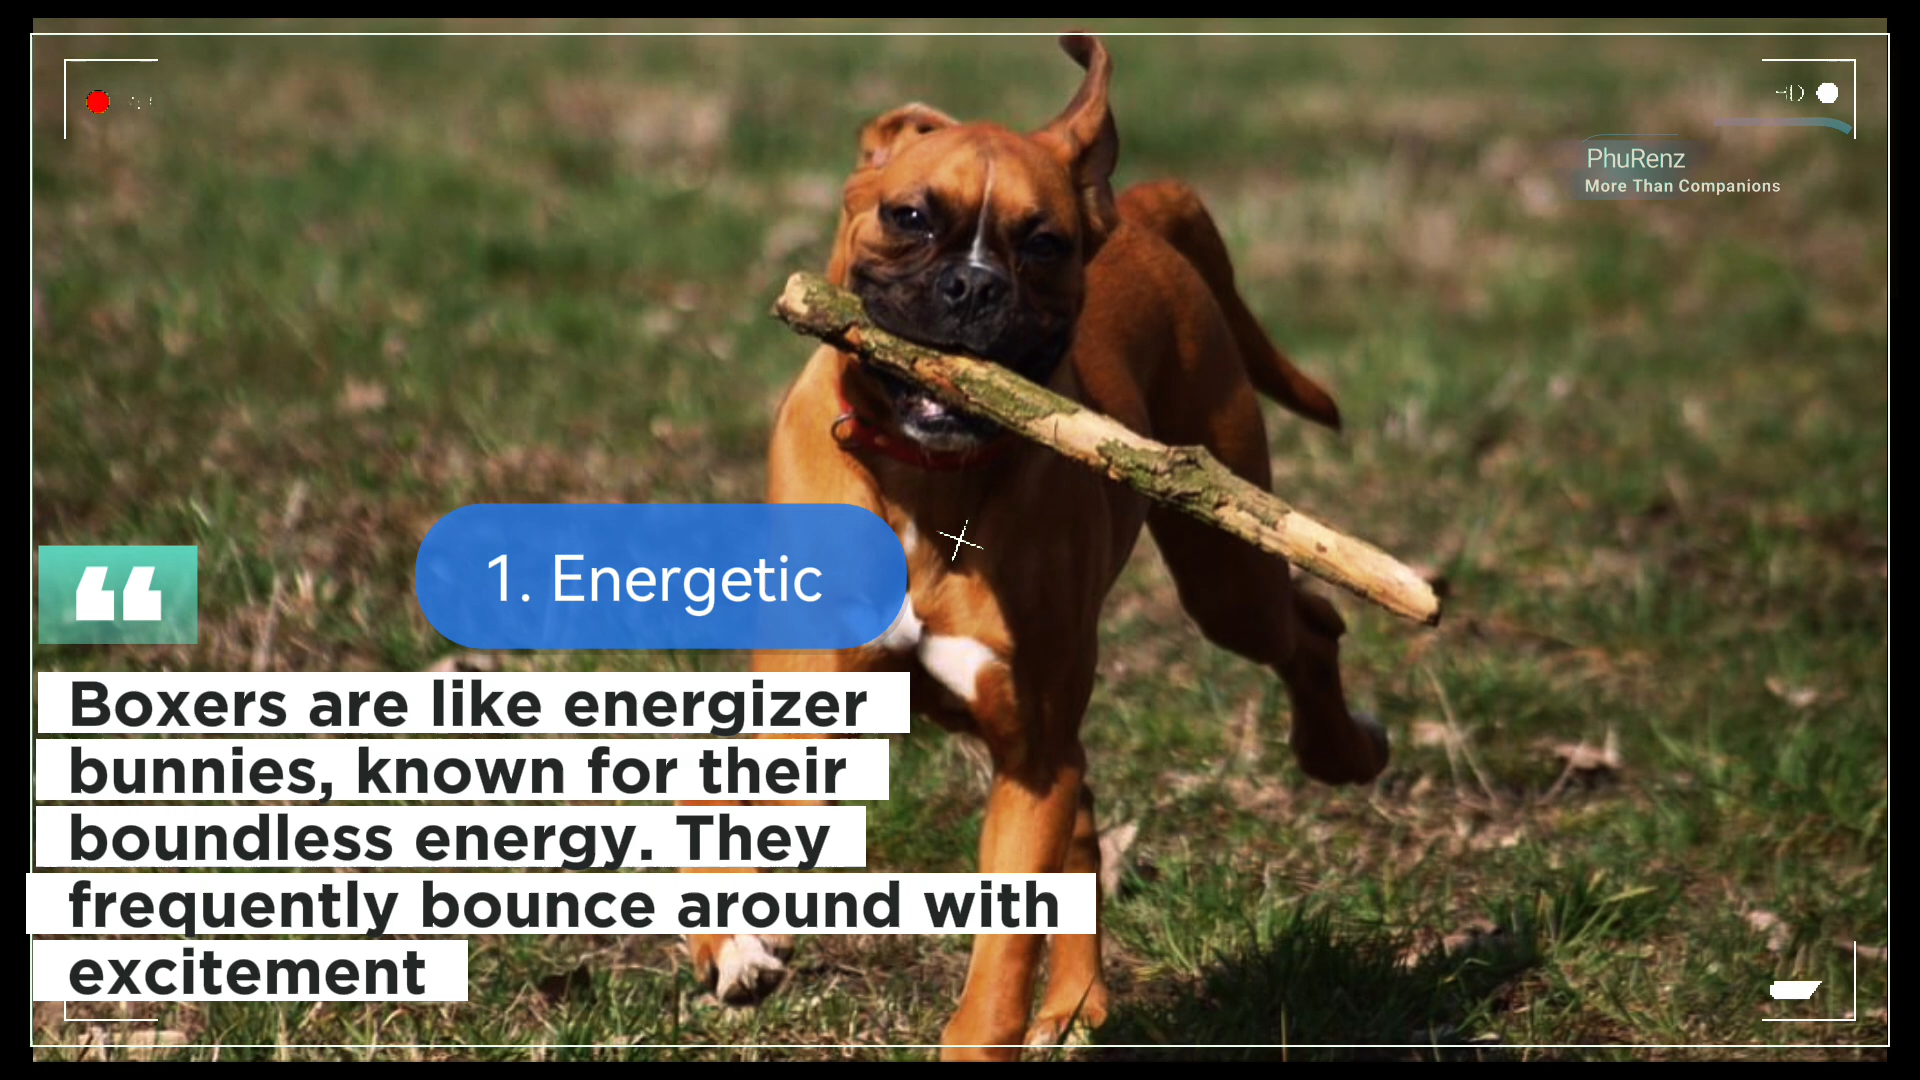 PhuRenz
More Than Companions
1. Energetic
Boxers are like energizer
bunnies, known for their
boundless energy. They
frequently bounce around with
excitement